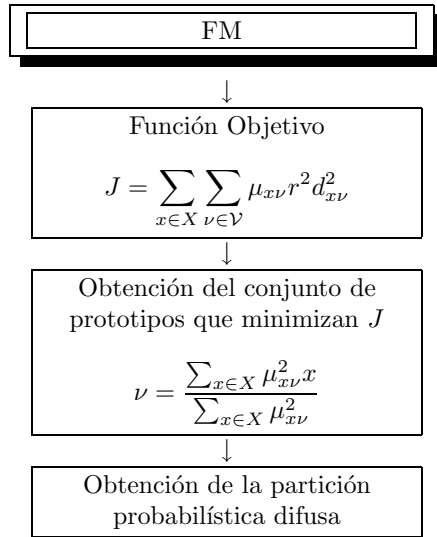 FM
↓
Función Objetivo
J = \sum_{x \in X} \sum_{\nu \in \mathcal{V}} \mu_{x\nu} r^2 d_{x\nu}^2
↓
Obtención del conjunto de
prototipos que minimizan J
\nu = \frac{\sum_{x \in X} \mu_{x\nu}^2 x}{\sum_{x \in X} \mu_{x\nu}^2}
↓
Obtención de la partición
probabilística difusa